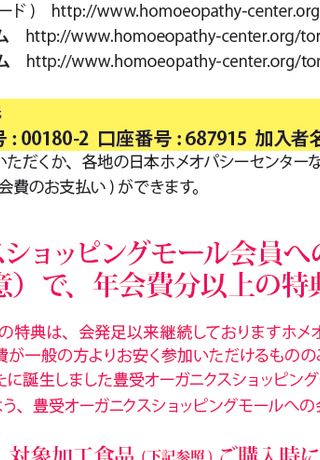 ード）　http://www.homoeopathy-center.org
ム　http://www.homoeopathy-center.org/tor
ム　http://www.homoeopathy-center.org/tor
号 : 00180-2  口座番号 : 687915  加入者名
いただくか、各地の日本ホメオパシーセンターな
会費のお支払い ) ができます。
スショッピングモール会員への
意）で、年会費分以上の特典
の特典は、会発足以来継続しておりますホメオ
費が一般の方よりお安く参加いただけるもののみ
たに誕生しました豊受オーガニクスショッピング
よう、豊受オーガニクスショッピングモールへの会
対象加工食品 (下記参照) ご購入時に